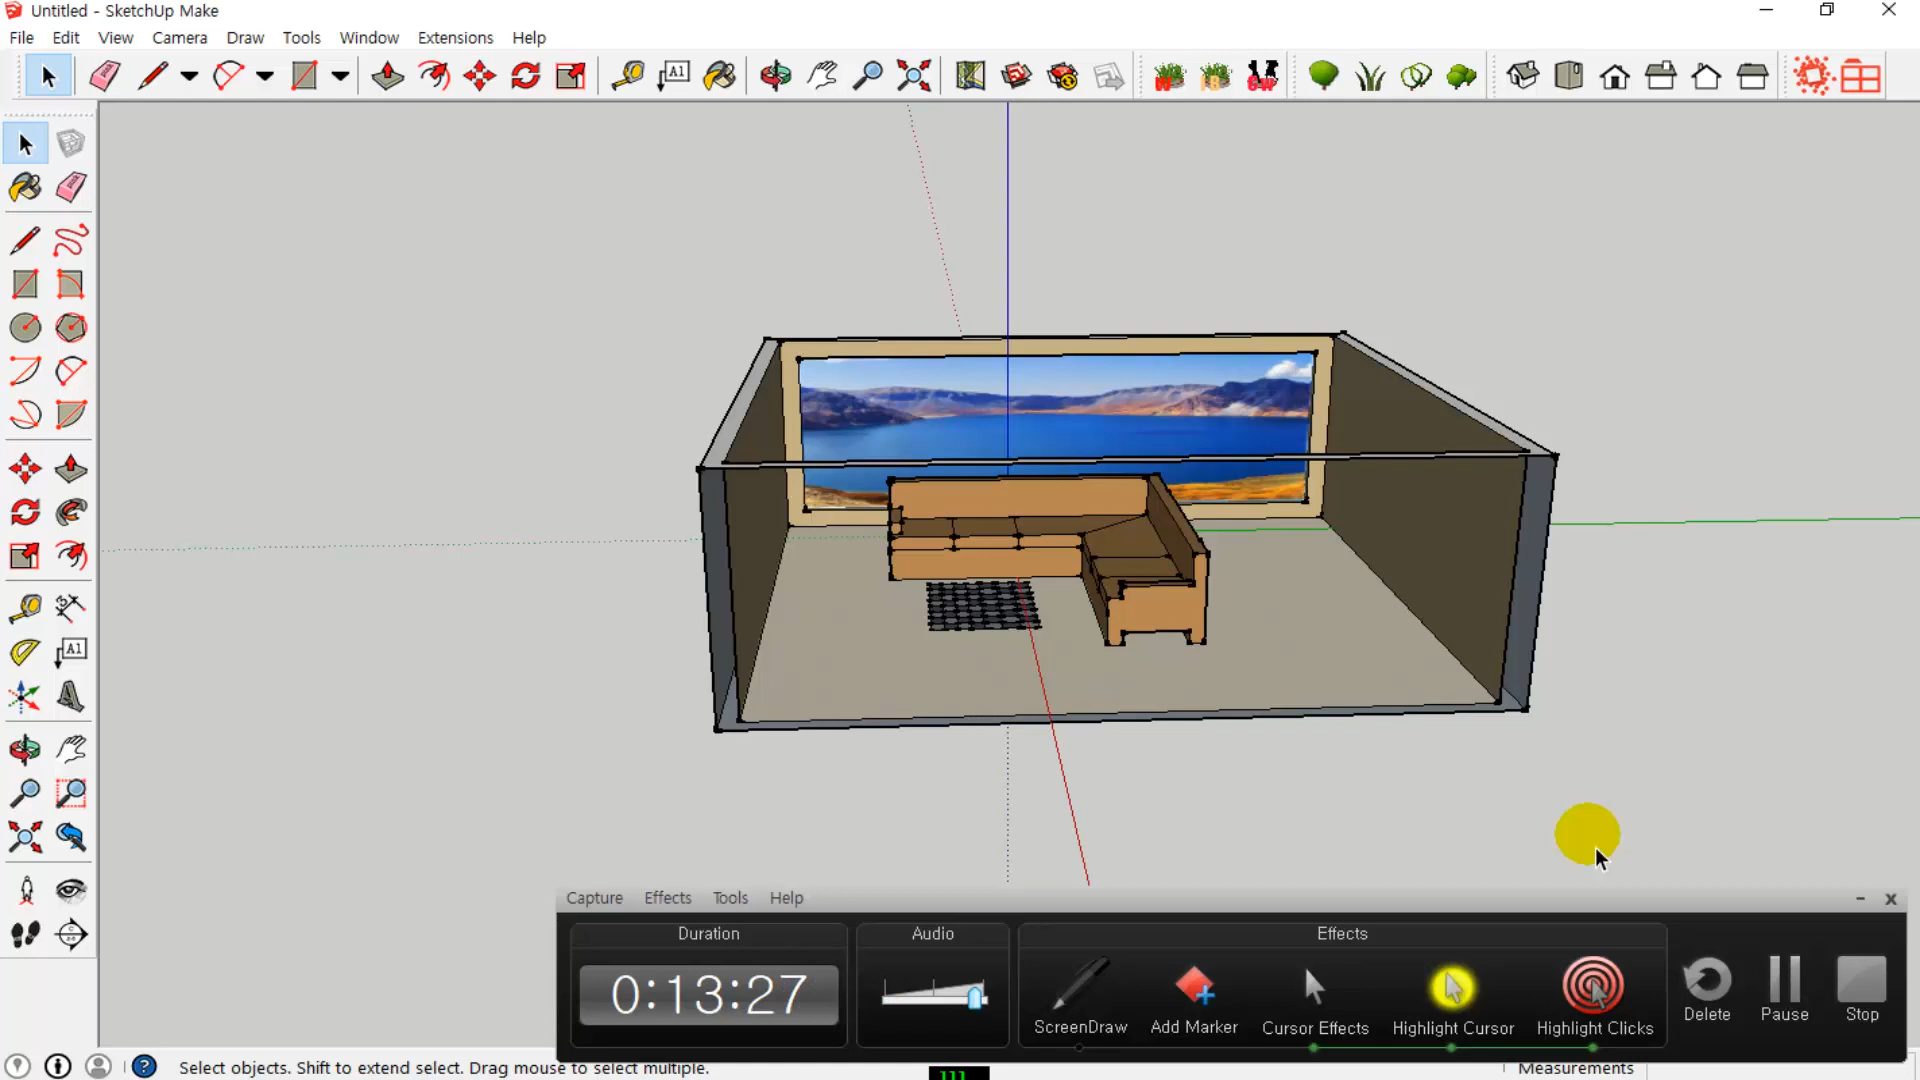 Untitled - SketchUp Make
File Edit View Camera Draw Tools Window Extensions Help
A1
A1
Capture Effects Tools Help
Duration
Audio
Effects
0:13:27
ScreenDraw
Add Marker
Cursor Effects
Highlight Cursor
Highlight Clicks
Delete
Pause
Stop
Select objects. Shift to extend select. Drag mouse to select multiple.
Measurements